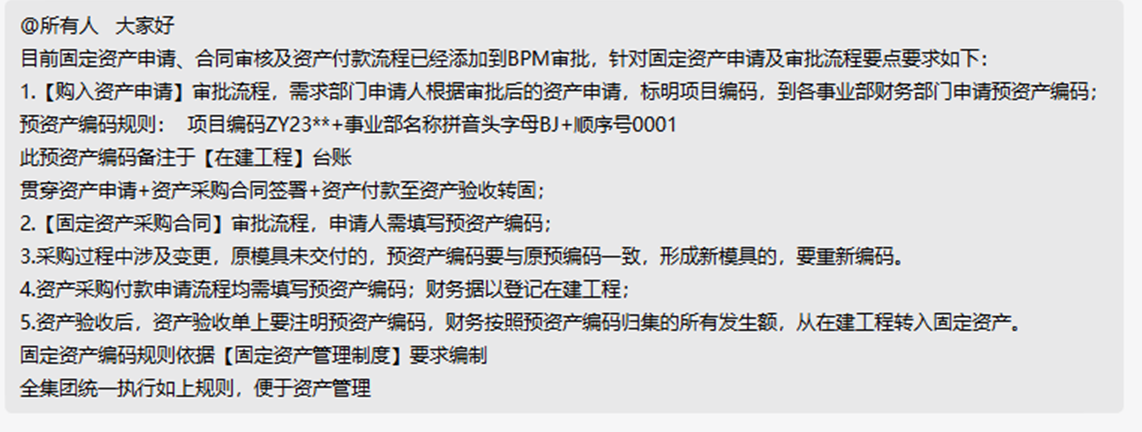 @所有人 大家好
目前固定资产申请、合同审核及资产付款流程已经添加到BPM审批，针对固定资产申请及审批流程要点要求如下：
1.【购入资产申请】审批流程，需求部门申请人根据审批后的资产申请，标明项目编码，到各事业部财务部门申请预资产编码；
预资产编码规则： 项目编码ZY23**+事业部名称拼音头字母BJ+顺序号0001
此预资产编码备注于【在建工程】台账
贯穿资产申请+资产采购合同签署+资产付款至资产验收转固；
2.【固定资产采购合同】审批流程，申请人需填写预资产编码；
3.采购过程中涉及变更，原模具未交付的，预资产编码要与原预编码一致，形成新模具的，要重新编码。
4.资产采购付款申请流程均需填写预资产编码；财务据以登记在建工程；
5.资产验收后，资产验收单上要注明预资产编码，财务按照预资产编码归集的所有发生额，从在建工程转入固定资产。
固定资产编码规则依据【固定资产管理制度】要求编制
全集团统一执行如上规则，便于资产管理